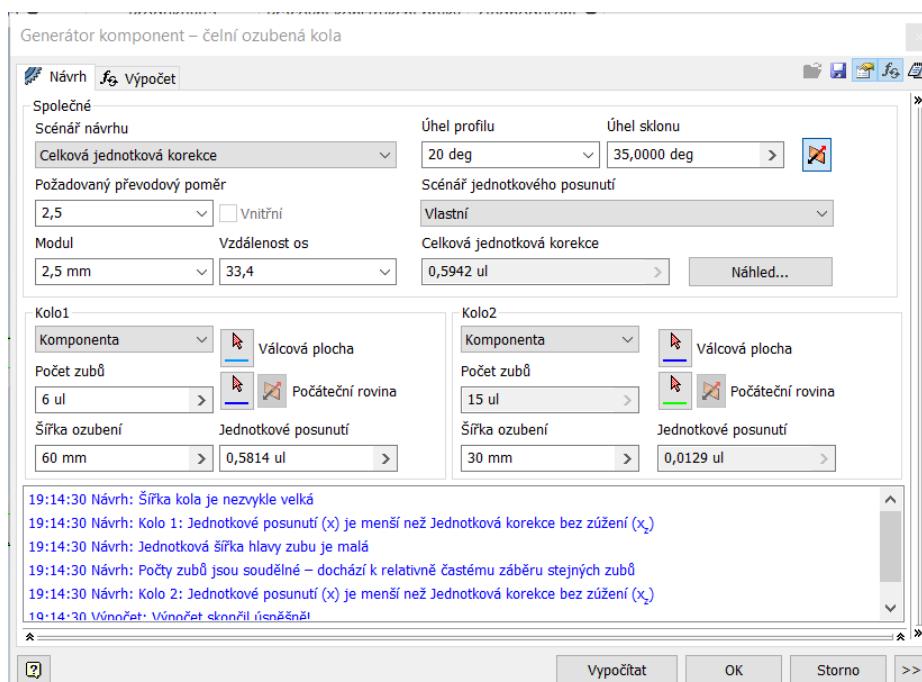 Generátor komponent – čelní ozubená kola
Návrh
Výpočet
Společné
Scénář návrhu
Úhel profilu
Úhel sklonu
Celková jednotková korekce
20 deg
35,0000 deg
Požadovaný převodový poměr
Scénář jednotkového posunutí
2,5
Vnitřní
Vlastní
Modul
Vzdálenost os
Celková jednotková korekce
2,5 mm
33,4
0,5942 ul
Náhled...
Kolo1
Kolo2
Komponenta
Válcová plocha
Komponenta
Válcová plocha
Počet zubů
Počet zubů
6 ul
Počáteční rovina
15 ul
Počáteční rovina
Šířka ozubení
Jednotkové posunutí
Šířka ozubení
Jednotkové posunutí
60 mm
0,5814 ul
30 mm
0,0129 ul
19:14:30 Návrh: Šířka kola je nezvykle velká
19:14:30 Návrh: Kolo 1: Jednotkové posunutí (x) je menší než Jednotková korekce bez zúžení (xz)
19:14:30 Návrh: Jednotková šířka hlavy zubu je malá
19:14:30 Návrh: Počty zubů jsou soudělné – dochází k relativně častému záběru stejných zubů
19:14:30 Návrh: Kolo 2: Jednotkové posunutí (x) je menší než Jednotková korekce bez zúžení (xz)
19:14:30 Výpočet: Výpočet skončil úspěšně!
Vypočítat
OK
Storno
>>